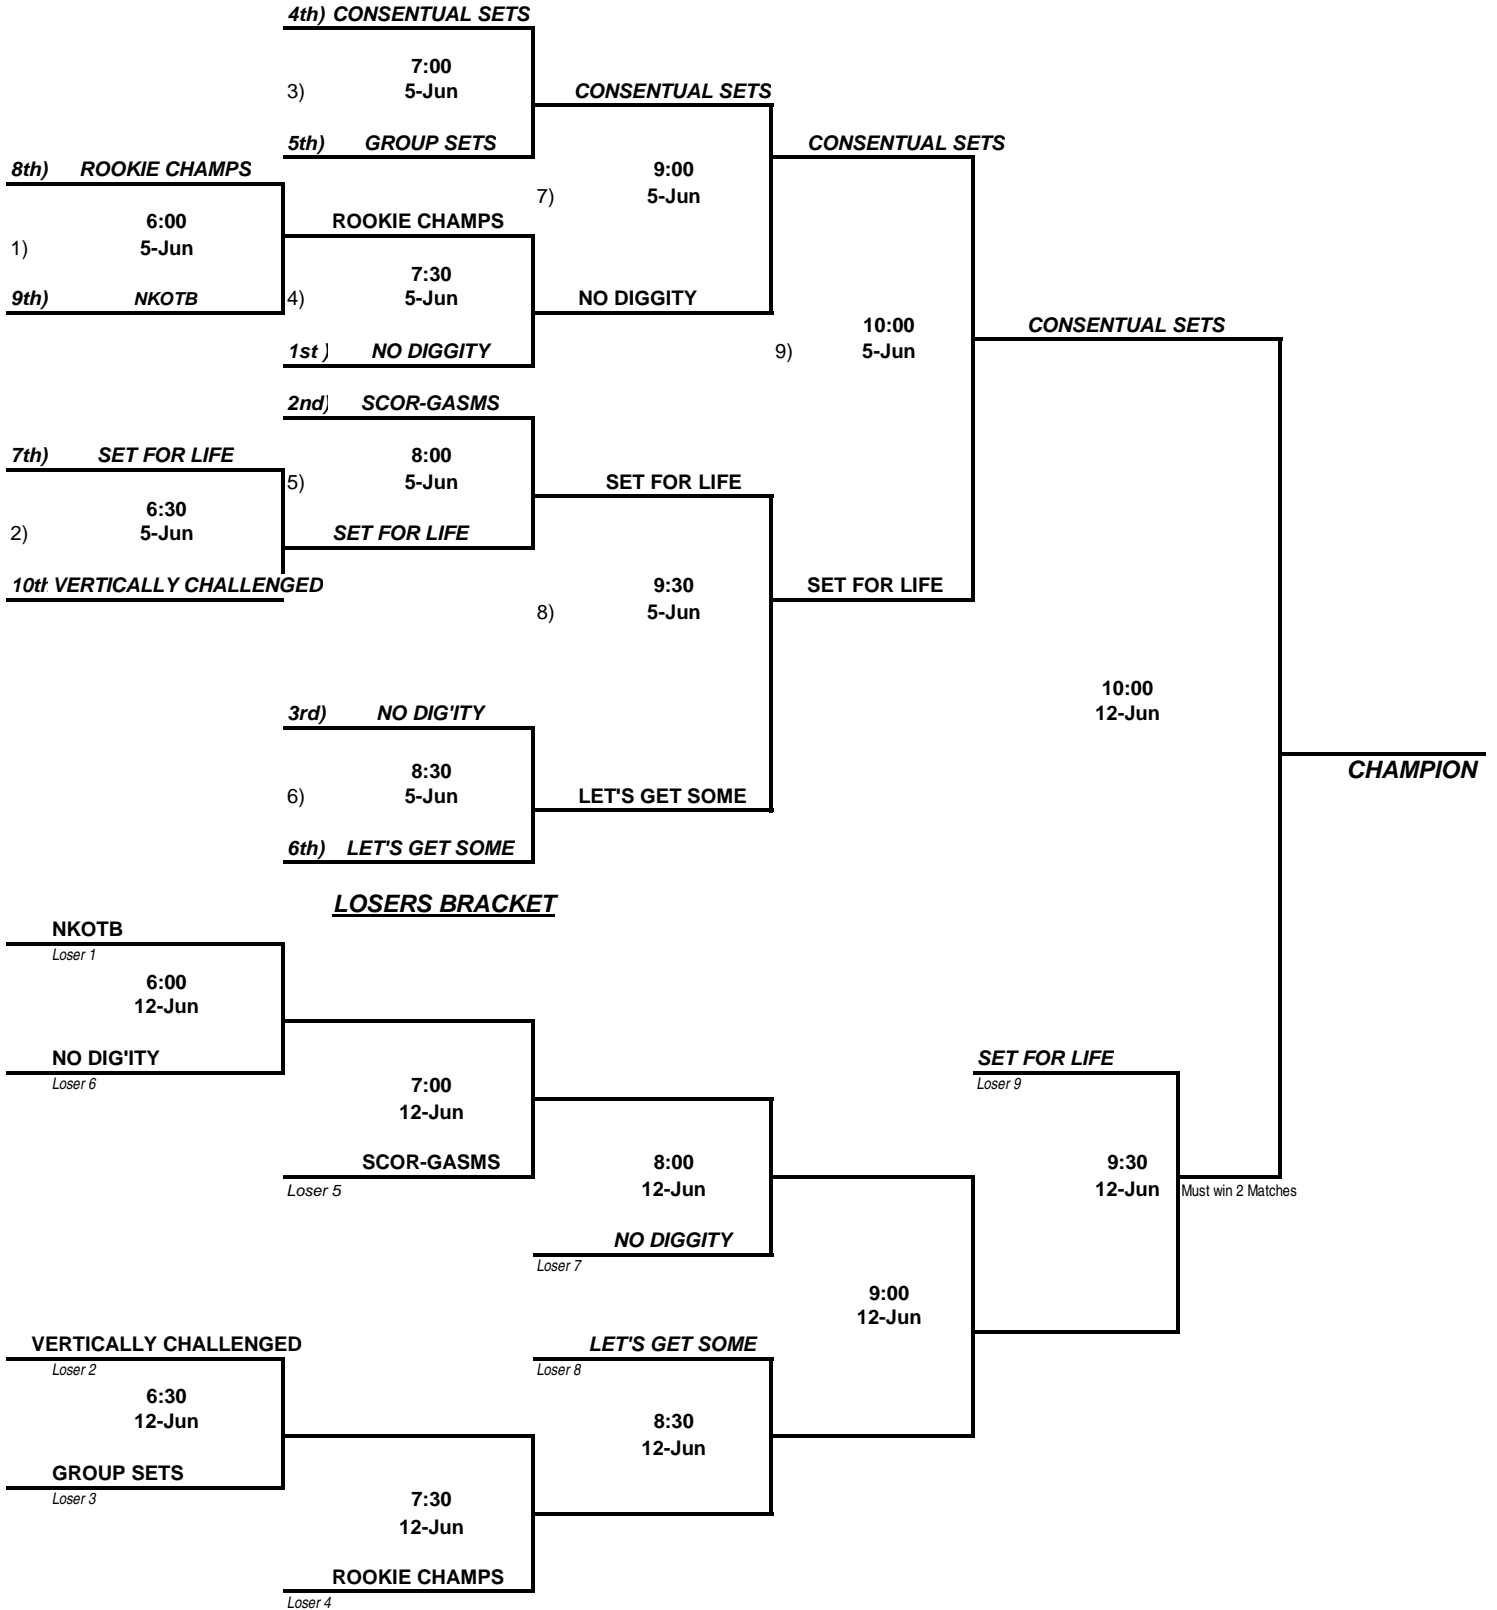 4th) CONSENTUAL SETS
7:00
3) 5-Jun
CONSENTUAL SETS
5th) GROUP SETS
CONSENTUAL SETS
8th) ROOKIE CHAMPS
9:00
7) 5-Jun
6:00
ROOKIE CHAMPS
1) 5-Jun
7:30
9th) NKOTB
4) 5-Jun
NO DIGGITY
10:00
CONSENTUAL SETS
1st ) NO DIGGITY
9) 5-Jun
2nd) SCOR-GASMS
7th) SET FOR LIFE
8:00
5) 5-Jun
SET FOR LIFE
6:30
2) 5-Jun
SET FOR LIFE
10th VERTICALLY CHALLENGED
9:30
SET FOR LIFE
8) 5-Jun
10:00
12-Jun
3rd) NO DIG'ITY
8:30
6) 5-Jun
LET'S GET SOME
CHAMPION
6th) LET'S GET SOME
LOSERS BRACKET
NKOTB
Loser 1
6:00
12-Jun
NO DIG'ITY
Loser 6
SET FOR LIFE
Loser 9
7:00
12-Jun
SCOR-GASMS
Loser 5
8:00
12-Jun
9:30
12-Jun
Must win 2 Matches
NO DIGGITY
Loser 7
9:00
12-Jun
VERTICALLY CHALLENGED
Loser 2
LET'S GET SOME
Loser 8
6:30
12-Jun
8:30
12-Jun
GROUP SETS
Loser 3
7:30
12-Jun
ROOKIE CHAMPS
Loser 4